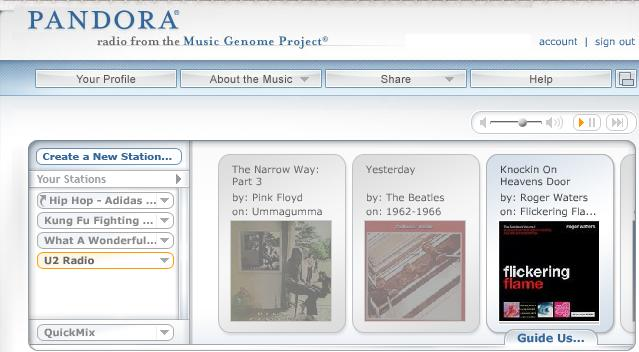 PANDORA®
radio from the Music Genome Project®
account | sign out
Your Profile
About the Music
Share
Help
Create a New Station...
Your Stations
Hip Hop - Adidas ...
Kung Fu Fighting ...
What A Wonderful...
U2 Radio
QuickMix
The Narrow Way:
Part 3
by: Pink Floyd
on: Ummagumma
Yesterday
by: The Beatles
on: 1962-1966
Knockin On
Heavens Door
by: Roger Waters
on: Flickering Fla...
roger waters.
flickering
flame
Guide Us...